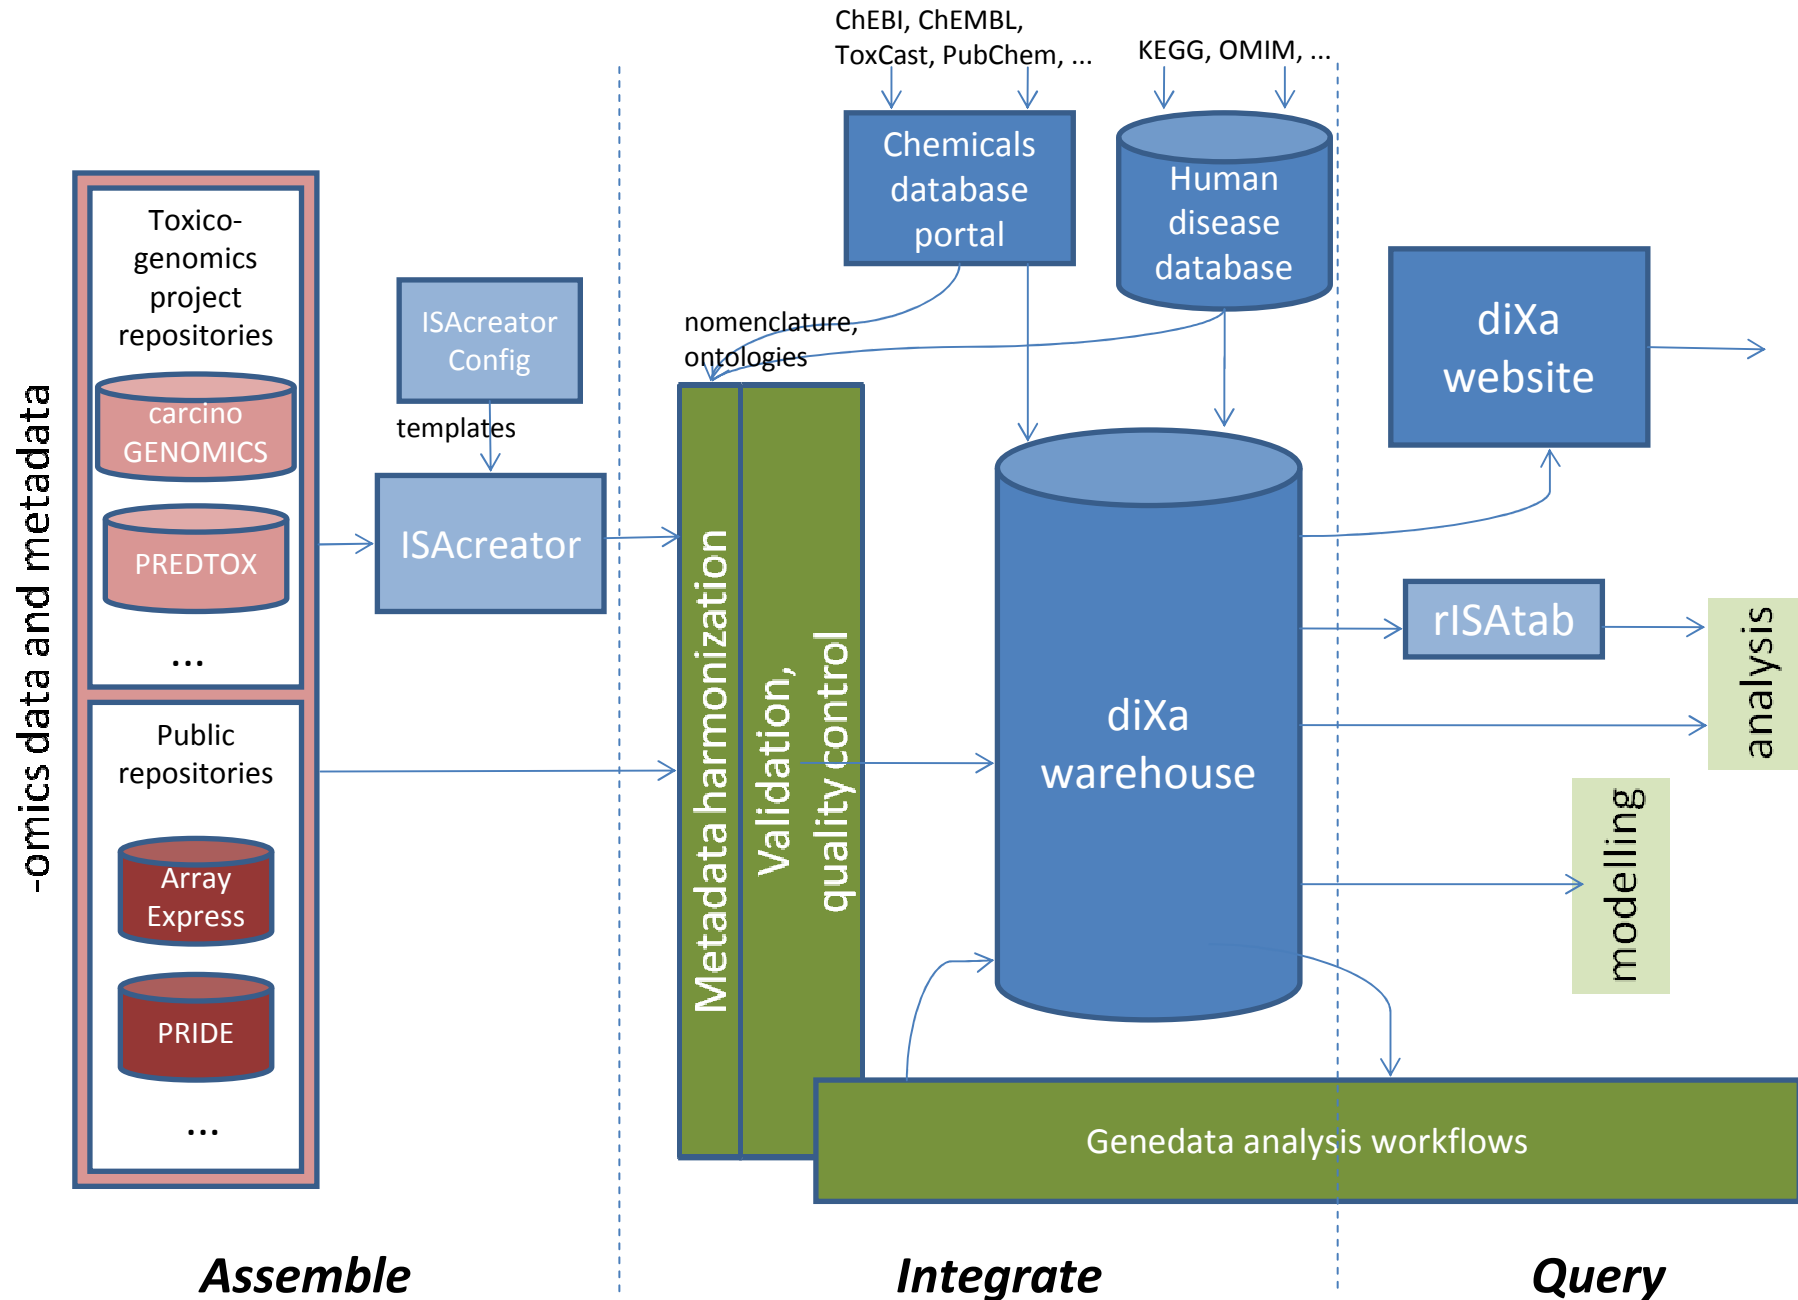 ChEBI, ChEMBL,
ToxCast, PubChem, ...
KEGG, OMIM, ...
-omics data and metadata
Toxico-
genomics
project
repositories
carcino
GENOMICS
PREDTOX
...
Public
repositories
Array
Express
PRIDE
...
ISAcreator
Config
templates
ISAcreator
Chemicals
database
portal
Human
disease
database
nomenclature,
ontologies
Metadata harmonization
Validation,
quality control
diXa
warehouse
diXa
website
rISAtab
analysis
modelling
Genedata analysis workflows
Assemble
Integrate
Query